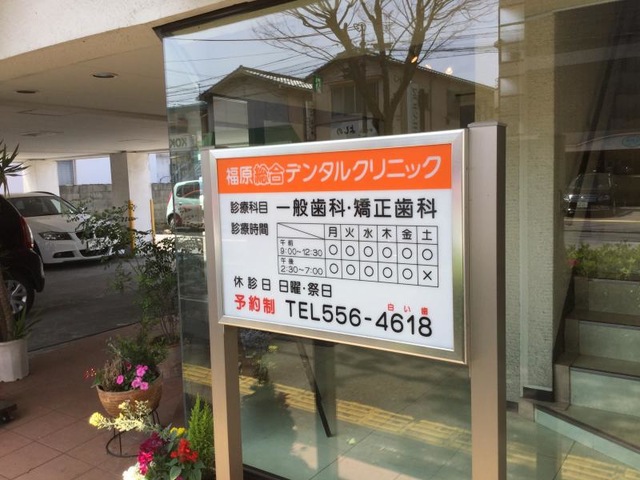 福原総合デンタルクリニック
診療科目 一般歯科・矯正歯科
診療時間 月 火 水 木 金 土
午前 9:00~12:30 ○ ○ ○ ○ ○ ○
午後 2:30~7:00 ○ ○ ○ ○ ○ ×
休診日 日曜・祭日
白い歯
予約制 TEL556-4618